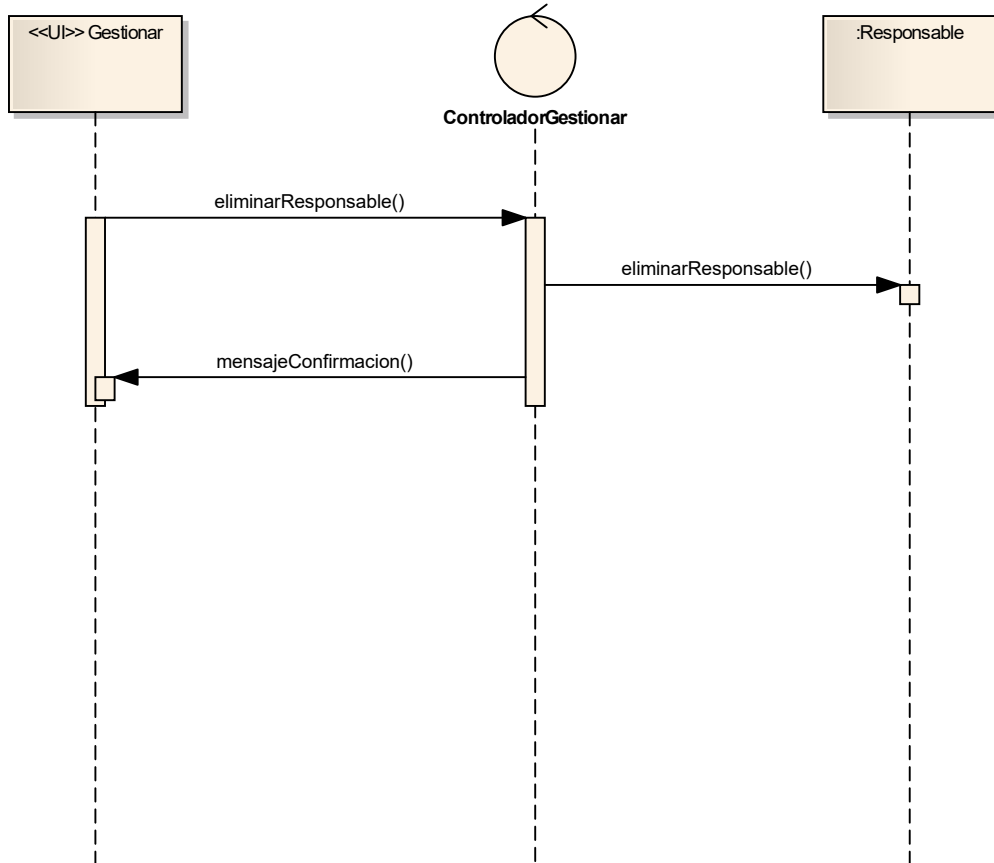 <<UI>> Gestionar
:Responsable
ControladorGestionar
eliminarResponsable()
eliminarResponsable()
mensajeConfirmacion()